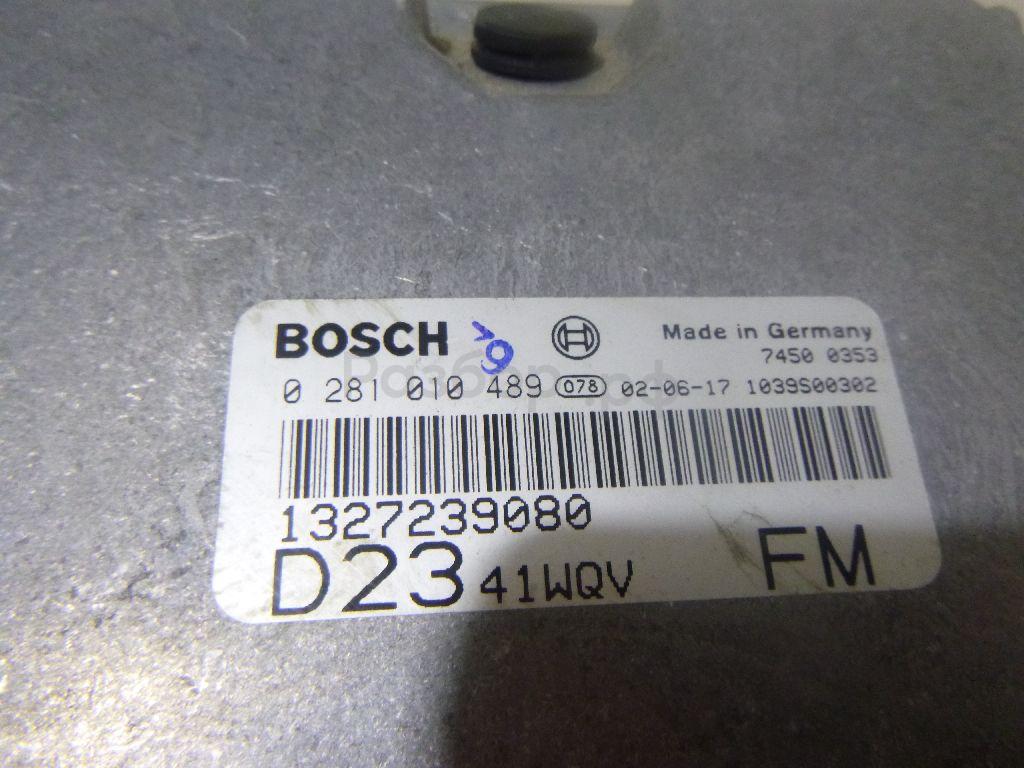 BOSCH 79 Made in Germany
7450 0353
0 281 010 489 078 02-06-17 1039S00302
1327239080
D23 41WQV FM